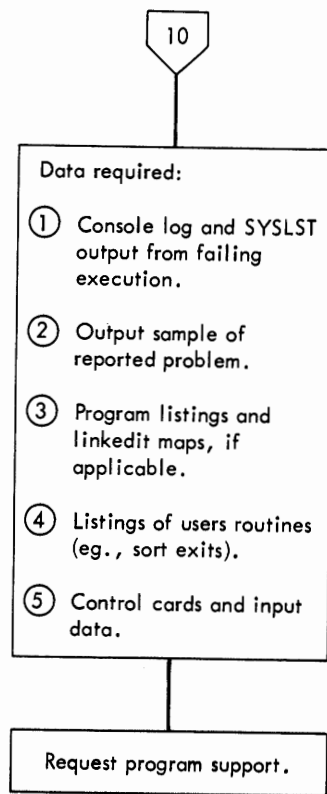 10
Data required:
1 Console log and SYSLST
output from failing
execution.
2 Output sample of
reported problem.
3 Program listings and
linkedit maps, if
applicable.
4 Listings of users routines
(eg., sort exits).
5 Control cards and input
data.
Request program support.